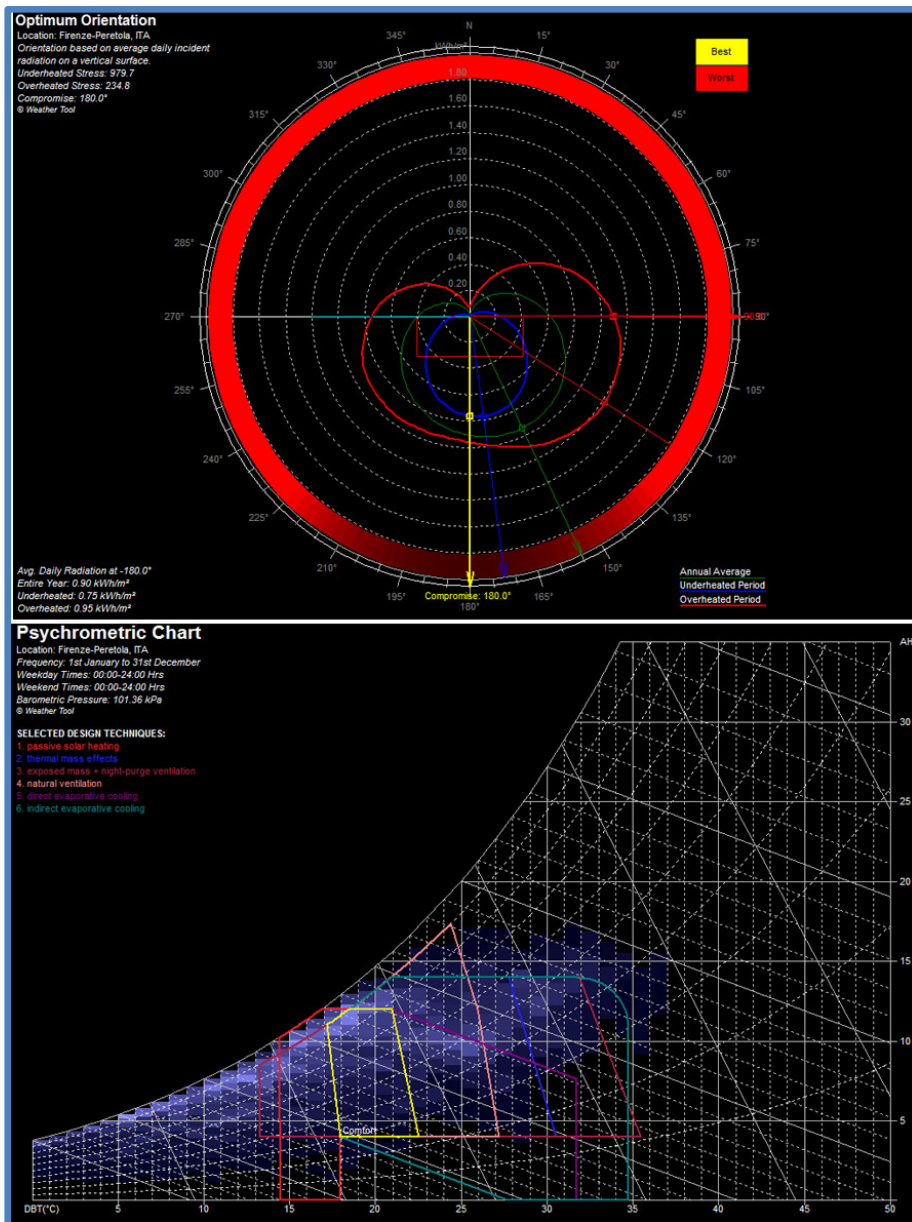 Optimum Orientation
Location: Firenze-Peretola, ITA
Orientation based on average daily incident
radiation on a vertical surface.
Underheated Stress: 979.7
Overheated Stress: 234.8
Compromise: 180.0°
© Weather Tool
N
15°
30°
45°
60°
75°
90°
105°
120°
135°
150°
165°
180°
195°
210°
225°
240°
255°
270°
285°
300°
315°
330°
345°
kWh/m²
1.80
1.60
1.40
1.20
1.00
0.80
0.60
0.40
0.20
Best
Worst
Compromise: 180.0°
Avg. Daily Radiation at -180.0°
Entire Year: 0.90 kWh/m²
Underheated: 0.75 kWh/m²
Overheated: 0.95 kWh/m²
Annual Average
Underheated Period
Overheated Period
Psychrometric Chart
Location: Firenze-Peretola, ITA
Frequency: 1st January to 31st December
Weekday Times: 00:00-24:00 Hrs
Weekend Times: 00:00-24:00 Hrs
Barometric Pressure: 101.36 kPa
© Weather Tool
SELECTED DESIGN TECHNIQUES:
1. passive solar heating
2. thermal mass effects
3. exposed mass + night-purge ventilation
4. natural ventilation
5. direct evaporative cooling
6. indirect evaporative cooling
AH
30
25
20
15
10
5
Comfort
DBT(°C)
5
10
15
20
25
30
35
40
45
50